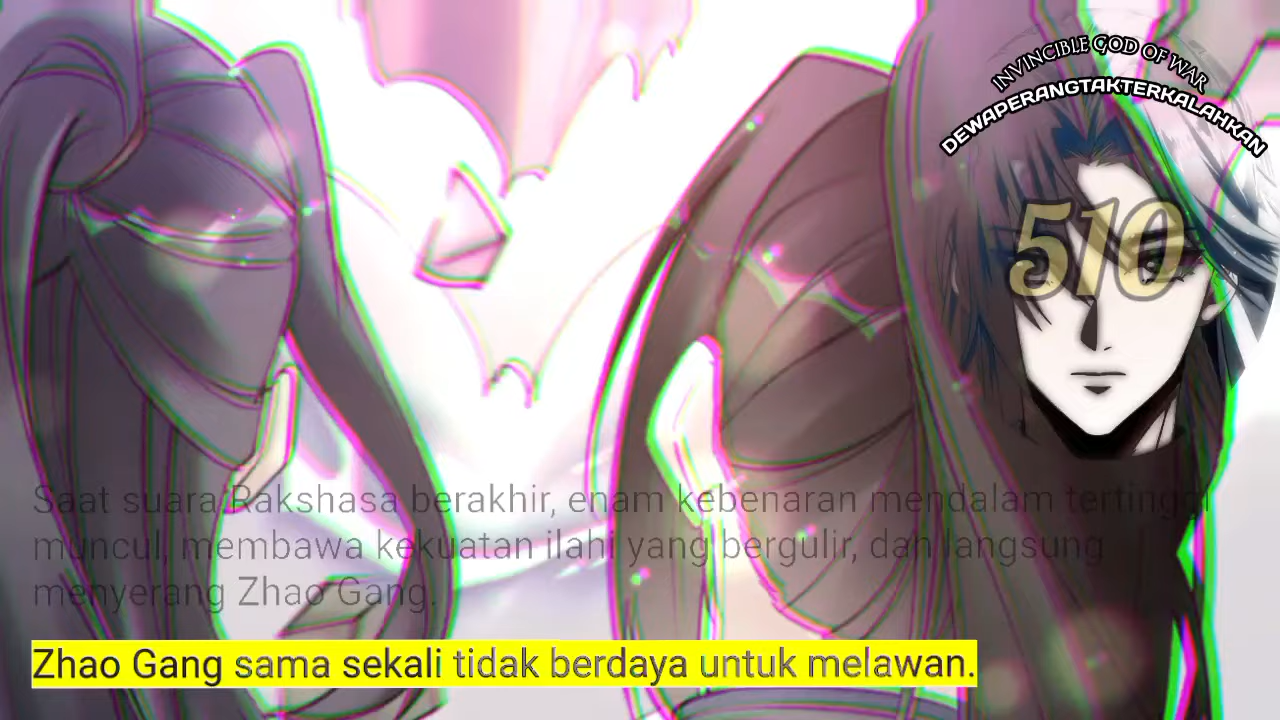 INVINCIBLE GOD OF WAR
DEWAPERANGTAKTERKALAHKAN
510
Saat suara Rakshasa berakhir, enam kebenaran mendalam tertinggi
muncul, membawa kekuatan ilahi yang bergulir, dan langsung
menyerang Zhao Gang.
Zhao Gang sama sekali tidak berdaya untuk melawan.